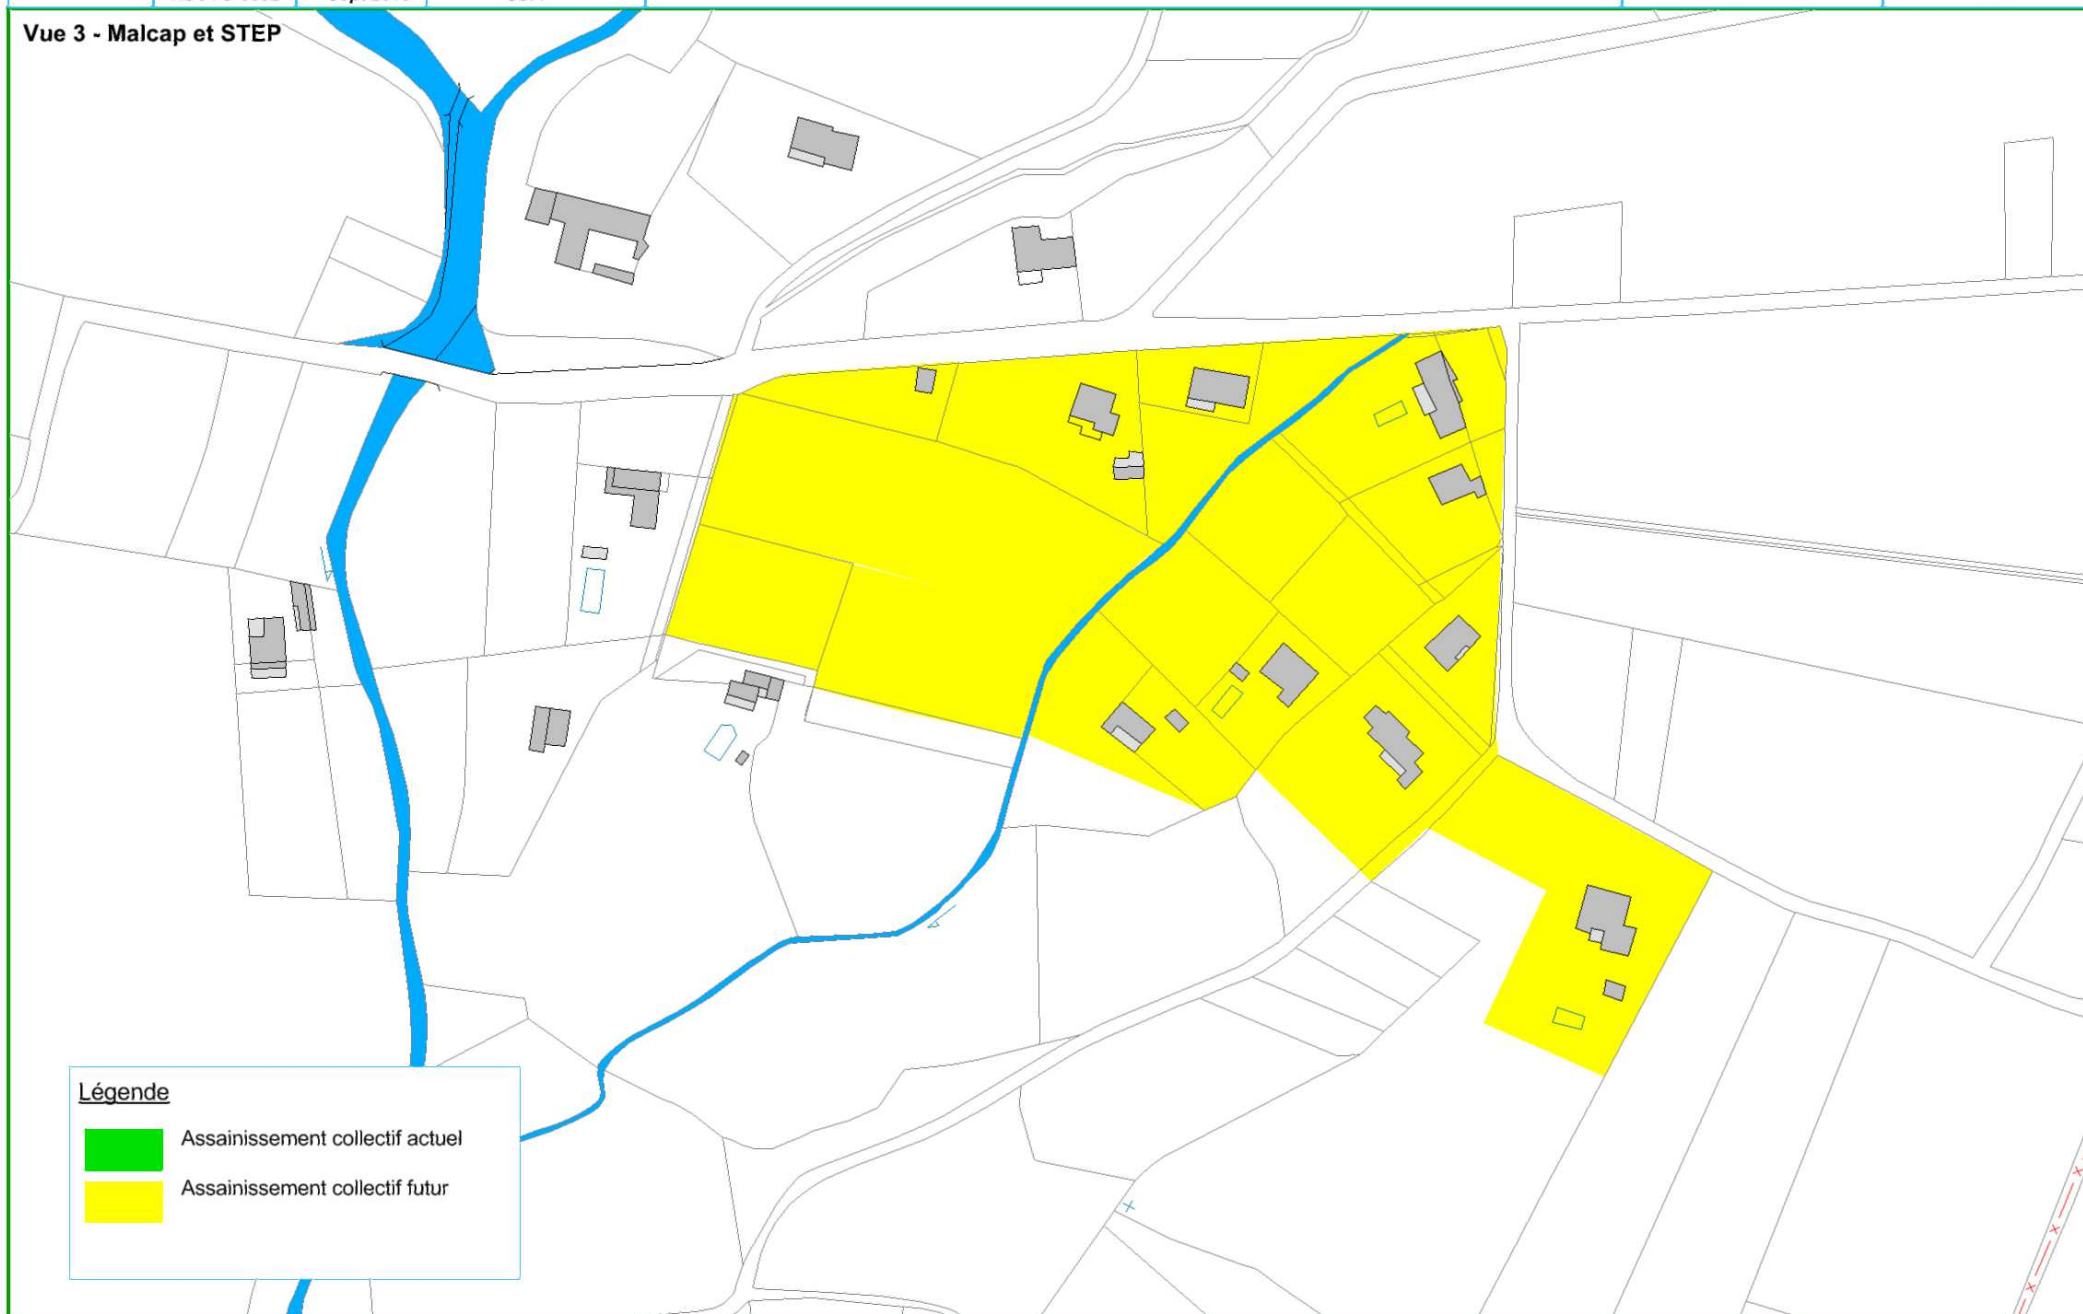 Vue 3 - Malcap et STEP
Légende
Assainissement collectif actuel
Assainissement collectif futur